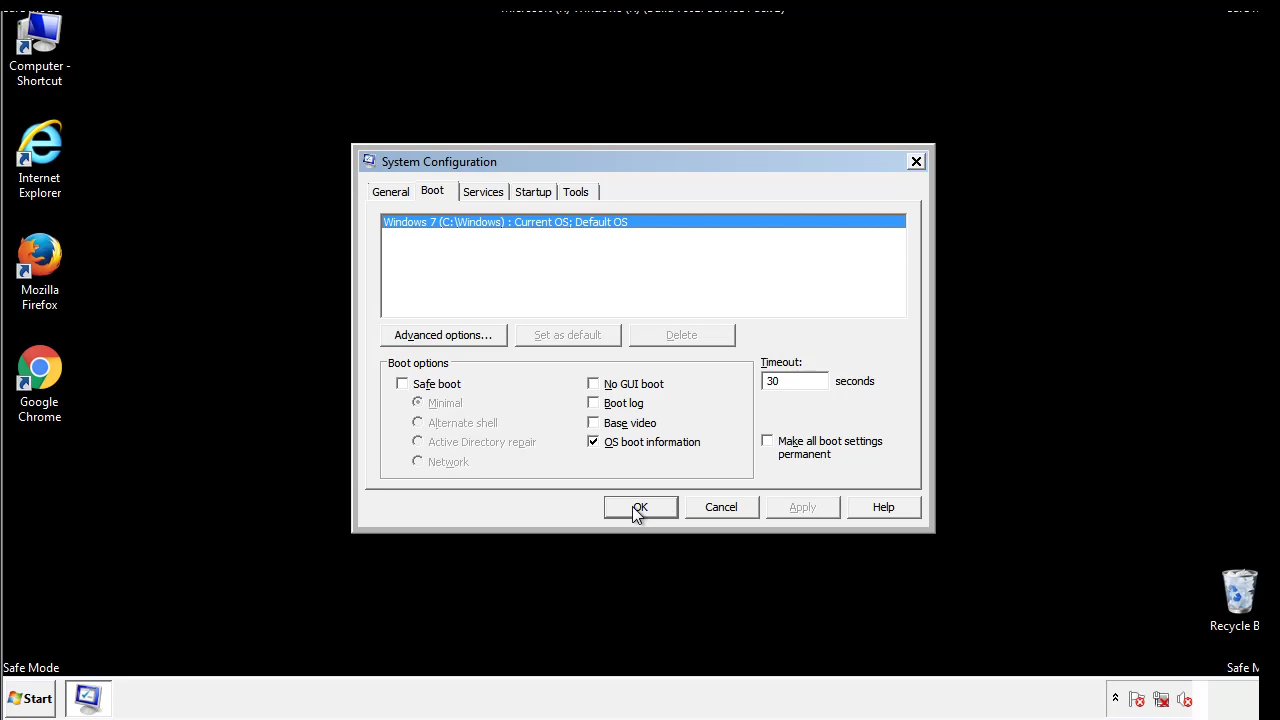 Computer -
Shortcut
Internet
Explorer
Mozilla
Firefox
Google
Chrome
System Configuration
General
Boot
Services
Startup
Tools
Windows 7 (C:\Windows) : Current OS; Default OS
Advanced options...
Set as default
Delete
Boot options
Safe boot
Minimal
Alternate shell
Active Directory repair
Network
No GUI boot
Boot log
Base video
OS boot information
Timeout:
30
seconds
Make all boot settings
permanent
OK
Cancel
Apply
Help
Recycle B
Safe Mode
Safe M
Start